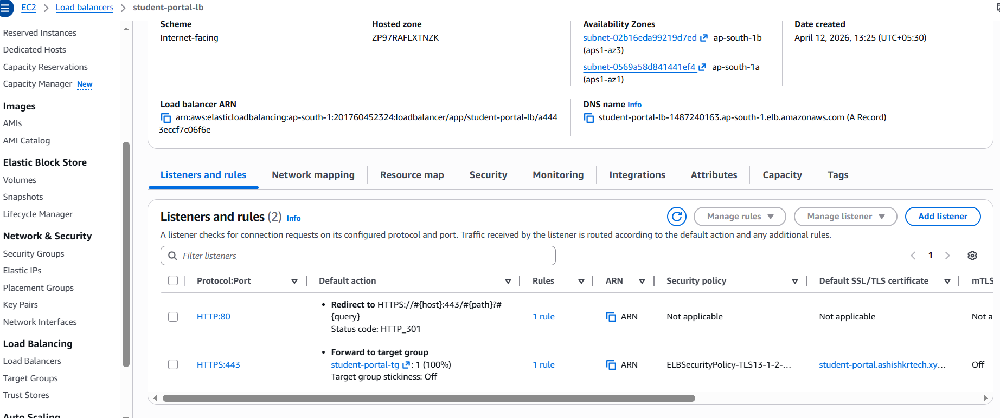 EC2 > Load balancers > student-portal-lb
Reserved Instances
Dedicated Hosts
Capacity Reservations
Capacity Manager New
Images
AMIs
AMI Catalog
Elastic Block Store
Volumes
Snapshots
Lifecycle Manager
Network & Security
Security Groups
Elastic IPs
Placement Groups
Key Pairs
Network Interfaces
Load Balancing
Load Balancers
Target Groups
Trust Stores
Auto Scaling
Scheme
Internet-facing
Hosted zone
ZP97RAFLXTNZK
Availability Zones
subnet-02b16eda99219d7ed ap-south-1b
(aps1-az3)
subnet-0569a58d841441ef4 ap-south-1a
(aps1-az1)
Date created
April 12, 2026, 13:25 (UTC+05:30)
Load balancer ARN
arn:aws:elasticloadbalancing:ap-south-1:201760452324:loadbalancer/app/student-portal-lb/a444
3eccf7c06f6e
DNS name Info
student-portal-lb-1487240163.ap-south-1.elb.amazonaws.com (A Record)
Listeners and rules
Network mapping
Resource map
Security
Monitoring
Integrations
Attributes
Capacity
Tags
Listeners and rules (2) Info
Manage rules
Manage listener
Add listener
A listener checks for connection requests on its configured protocol and port. Traffic received by the listener is routed according to the default action and any additional rules.
Filter listeners
1
Protocol:Port Default action Rules ARN Security policy Default SSL/TLS certificate mTLS
HTTP:80
• Redirect to HTTPS://#{host}:443/#{path}?#
{query}
Status code: HTTP_301
1 rule
ARN
Not applicable
Not applicable
Not a
HTTPS:443
• Forward to target group
student-portal-tg : 1 (100%)
Target group stickiness: Off
1 rule
ARN
ELBSecurityPolicy-TLS13-1-2-...
student-portal.ashishkrtech.xy...
Off